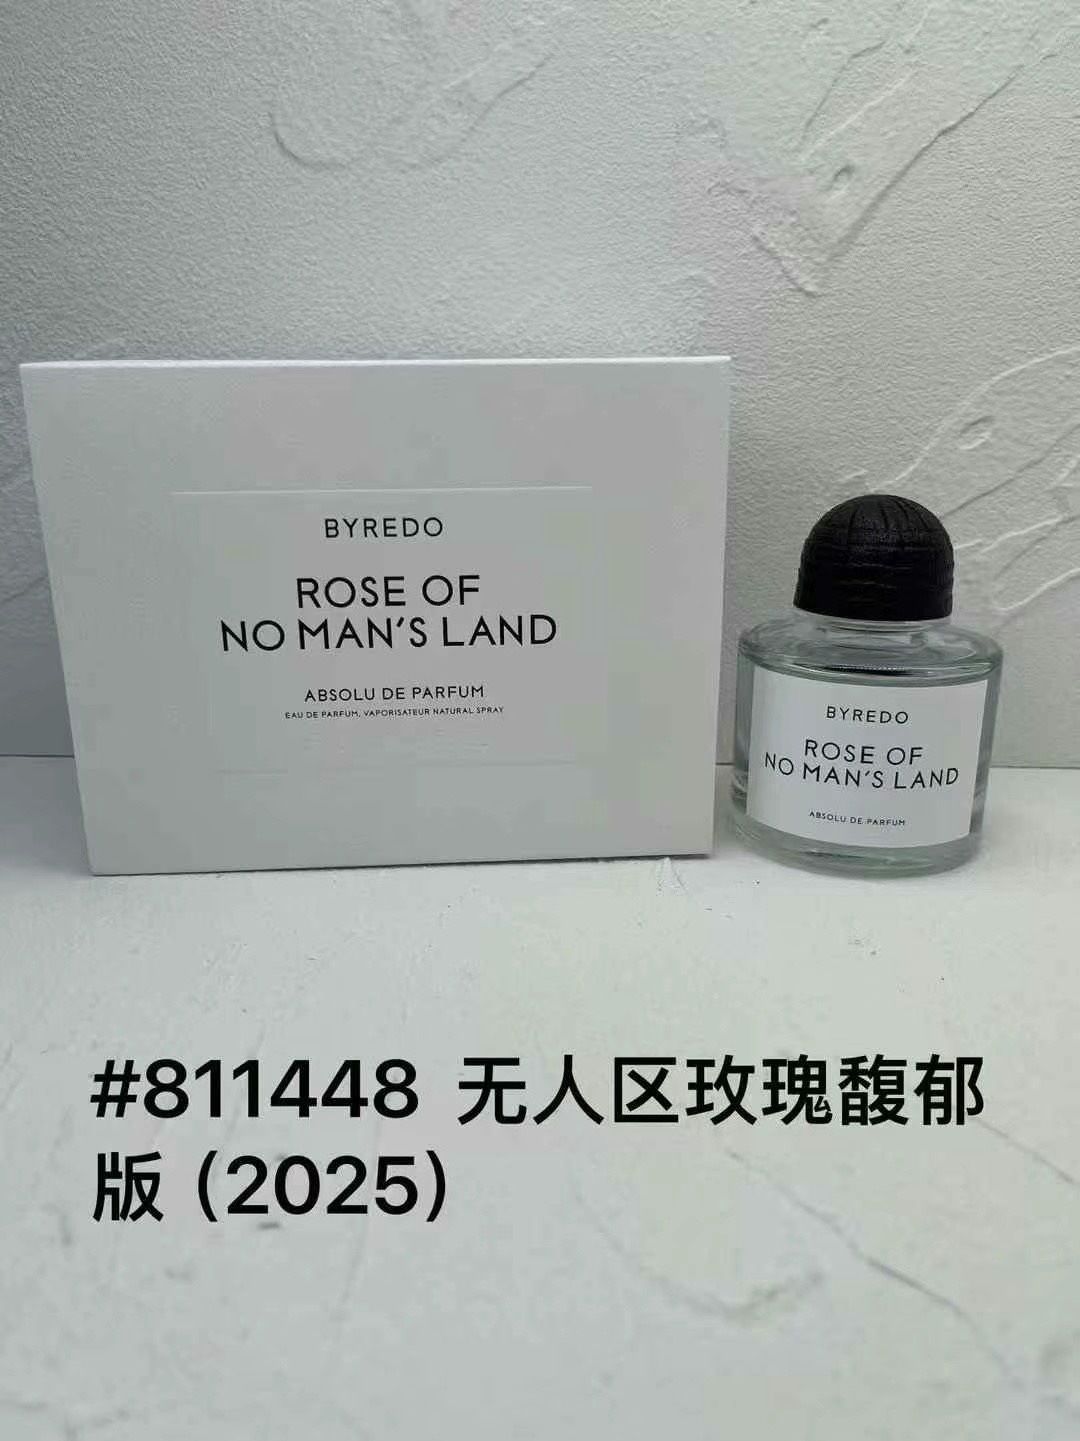 BYREDO
ROSE OF
NO MAN'S LAND
ABSOLU DE PARFUM
EAU DE PARFUM, VAPORISATEUR NATURAL SPRAY
BYREDO
ROSE OF
NO MAN'S LAND
ABSOLU DE PARFUM
#811448 无人区玫瑰馥郁
版(2025)